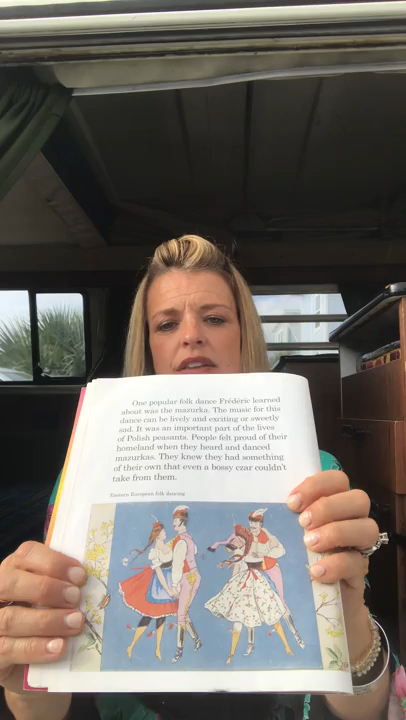 One popular folk dance Frédéric learned
about was the mazurka. The music for this
dance can be lively and exciting or sweetly
sad. It was an important part of the lives
of Polish peasants. People felt proud of their
homeland when they heard and danced
mazurkas. They knew they had something
of their own that even a bossy czar couldn't
take from them.
Eastern European folk dancing